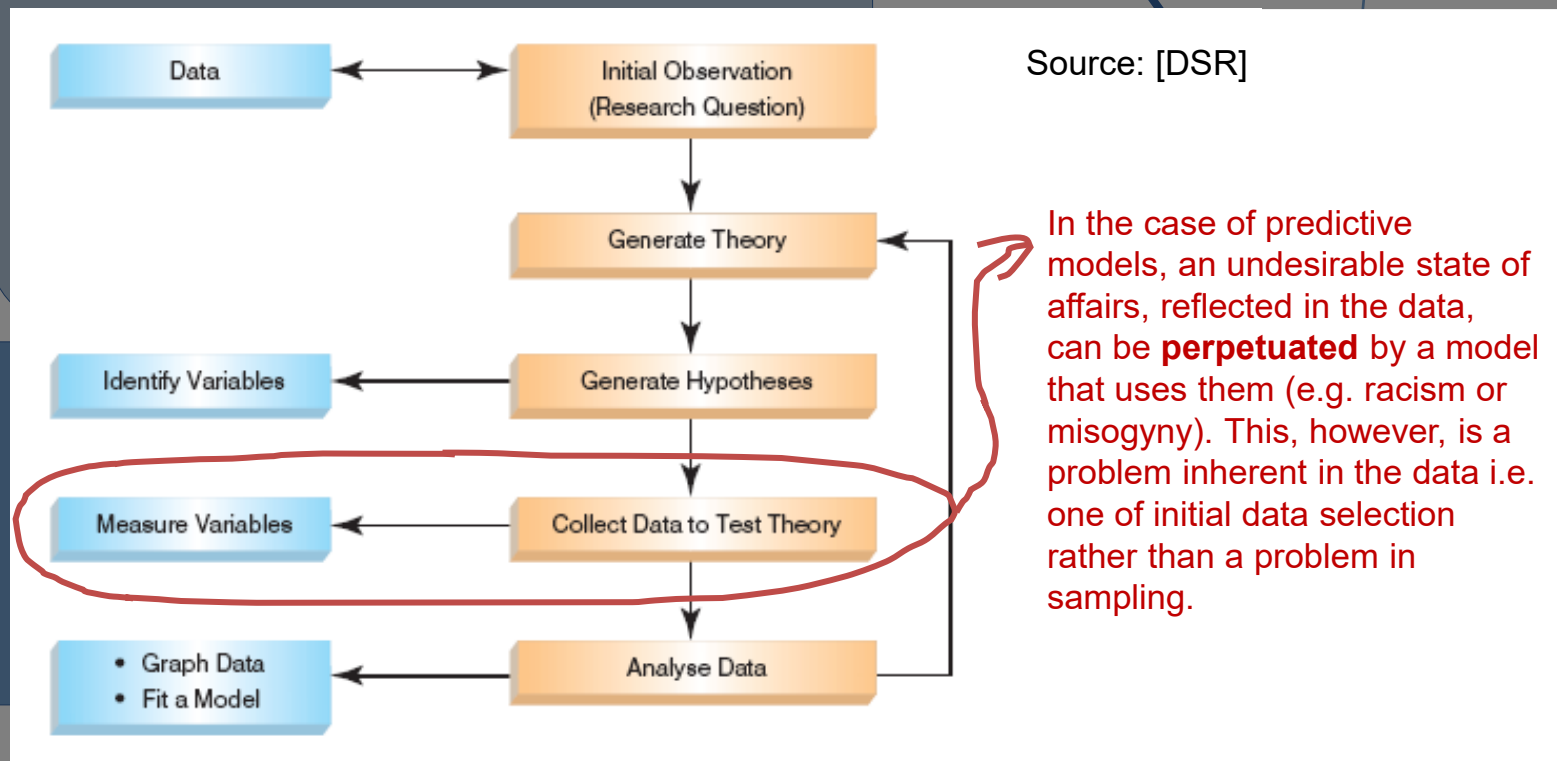 Data
Initial Observation
(Research Question)
Source: [DSR]
Generate Theory
In the case of predictive
models, an undesirable state of
affairs, reflected in the data,
can be perpetuated by a model
that uses them (e.g. racism or
misogyny). This, however, is a
problem inherent in the data i.e.
one of initial data selection
rather than a problem in
sampling.
Identify Variables
Generate Hypotheses
Measure Variables
Collect Data to Test Theory
• Graph Data
• Fit a Model
Analyse Data